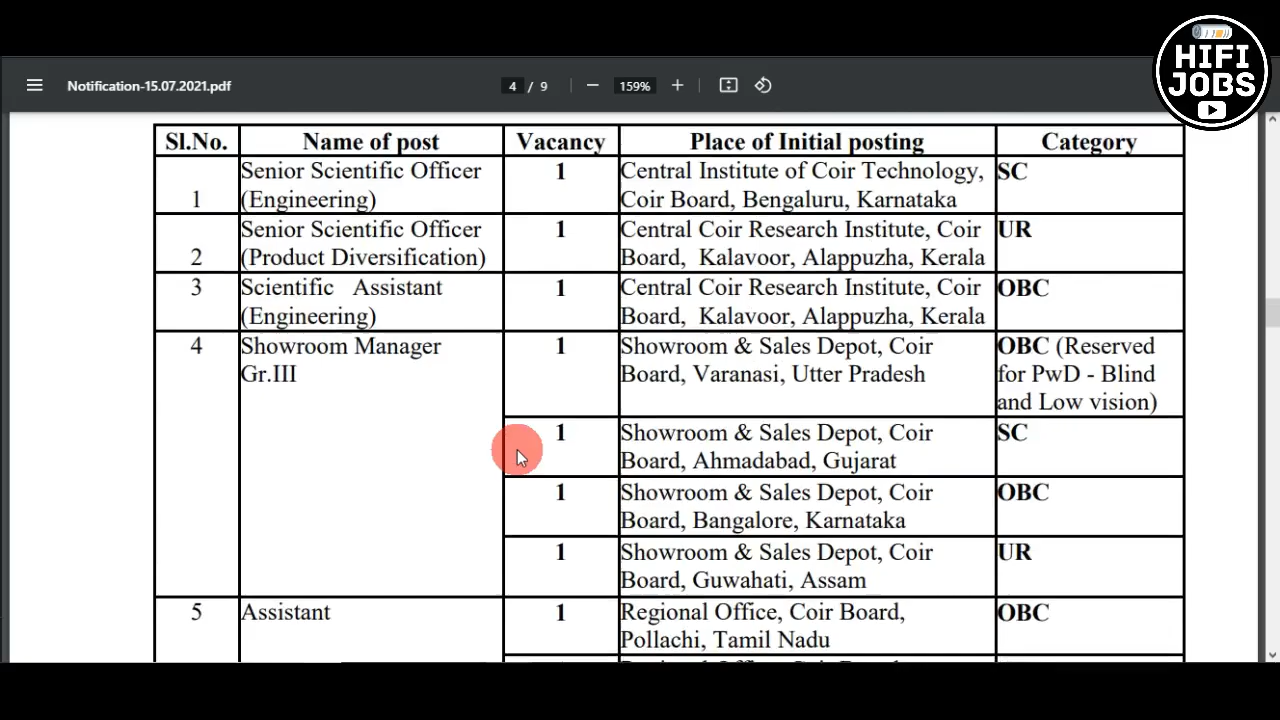 HIFI
JOBS
Notification-15.07.2021.pdf
4 / 9
159%
Sl.No. Name of post Vacancy Place of Initial posting Category
1 Senior Scientific Officer (Engineering) 1 Central Institute of Coir Technology, SC
Coir Board, Bengaluru, Karnataka
2 Senior Scientific Officer (Product Diversification) 1 Central Coir Research Institute, Coir UR
Board, Kalavoor, Alappuzha, Kerala
3 Scientific Assistant (Engineering) 1 Central Coir Research Institute, Coir OBC
Board, Kalavoor, Alappuzha, Kerala
4 Showroom Manager Gr.III 1 Showroom & Sales Depot, Coir OBC (Reserved
Board, Varanasi, Utter Pradesh for PwD - Blind
and Low vision)
1 Showroom & Sales Depot, Coir SC
Board, Ahmadabad, Gujarat
1 Showroom & Sales Depot, Coir OBC
Board, Bangalore, Karnataka
1 Showroom & Sales Depot, Coir UR
Board, Guwahati, Assam
5 Assistant 1 Regional Office, Coir Board, OBC
Pollachi, Tamil Nadu